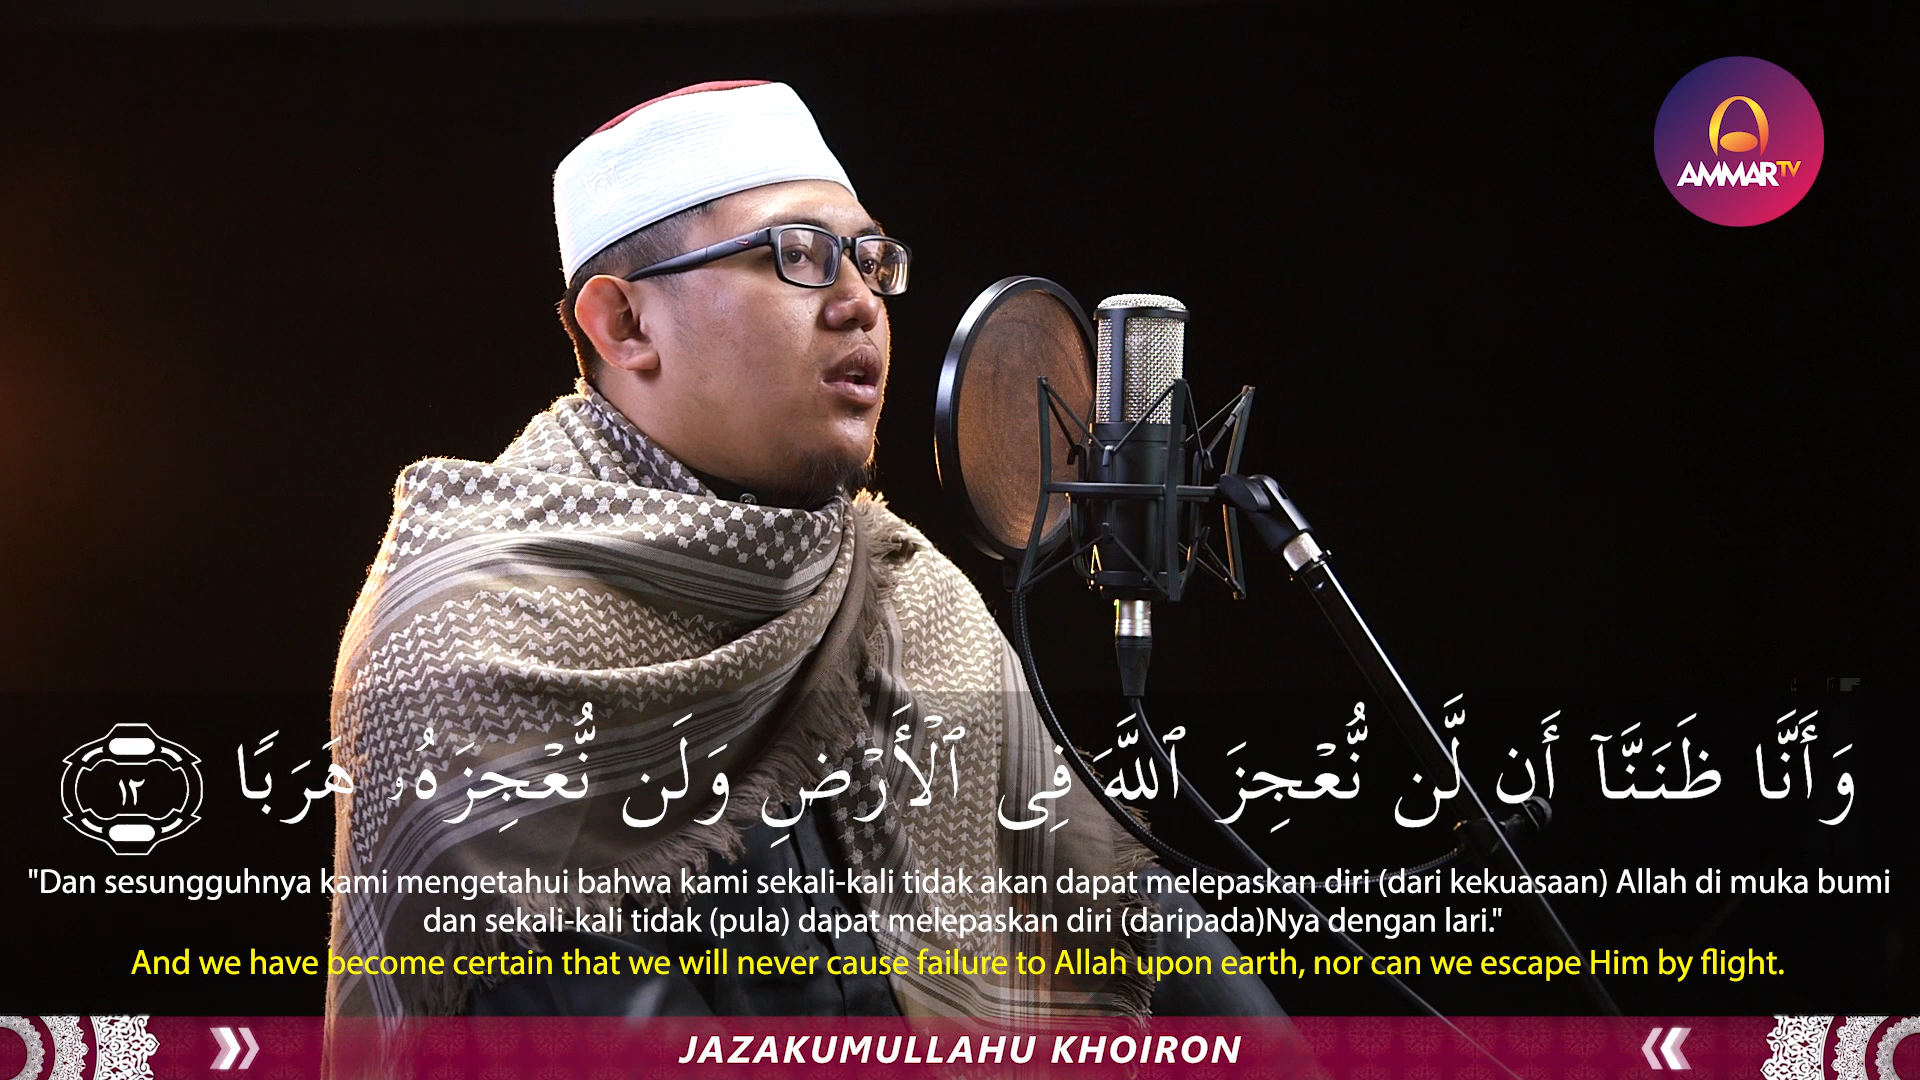 AMMARTV
وَأَنَّا ظَنَنَّآ أَن لَّن نُّعْجِزَ ٱللَّهَ فِى ٱلْأَرْضِ وَلَن نُّعْجِزَهُۥ هَرَبًا ١٢
"Dan sesungguhnya kami mengetahui bahwa kami sekali-kali tidak akan dapat melepaskan diri (dari kekuasaan) Allah di muka bumi
dan sekali-kali tidak (pula) dapat melepaskan diri (daripada)Nya dengan lari."
And we have become certain that we will never cause failure to Allah upon earth, nor can we escape Him by flight.
JAZAKUMULLAHU KHOIRON